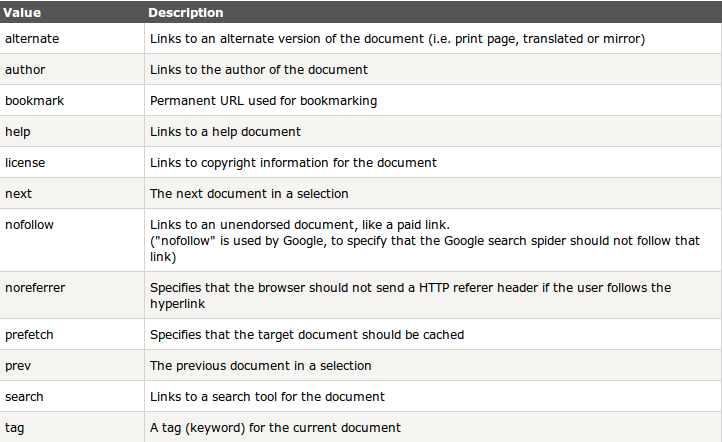 Value Description
alternate Links to an alternate version of the document (i.e. print page, translated or mirror)
author Links to the author of the document
bookmark Permanent URL used for bookmarking
help Links to a help document
license Links to copyright information for the document
next The next document in a selection
nofollow Links to an unendorsed document, like a paid link.
("nofollow" is used by Google, to specify that the Google search spider should not follow that
link)
noreferrer Specifies that the browser should not send a HTTP referer header if the user follows the
hyperlink
prefetch Specifies that the target document should be cached
prev The previous document in a selection
search Links to a search tool for the document
tag A tag (keyword) for the current document